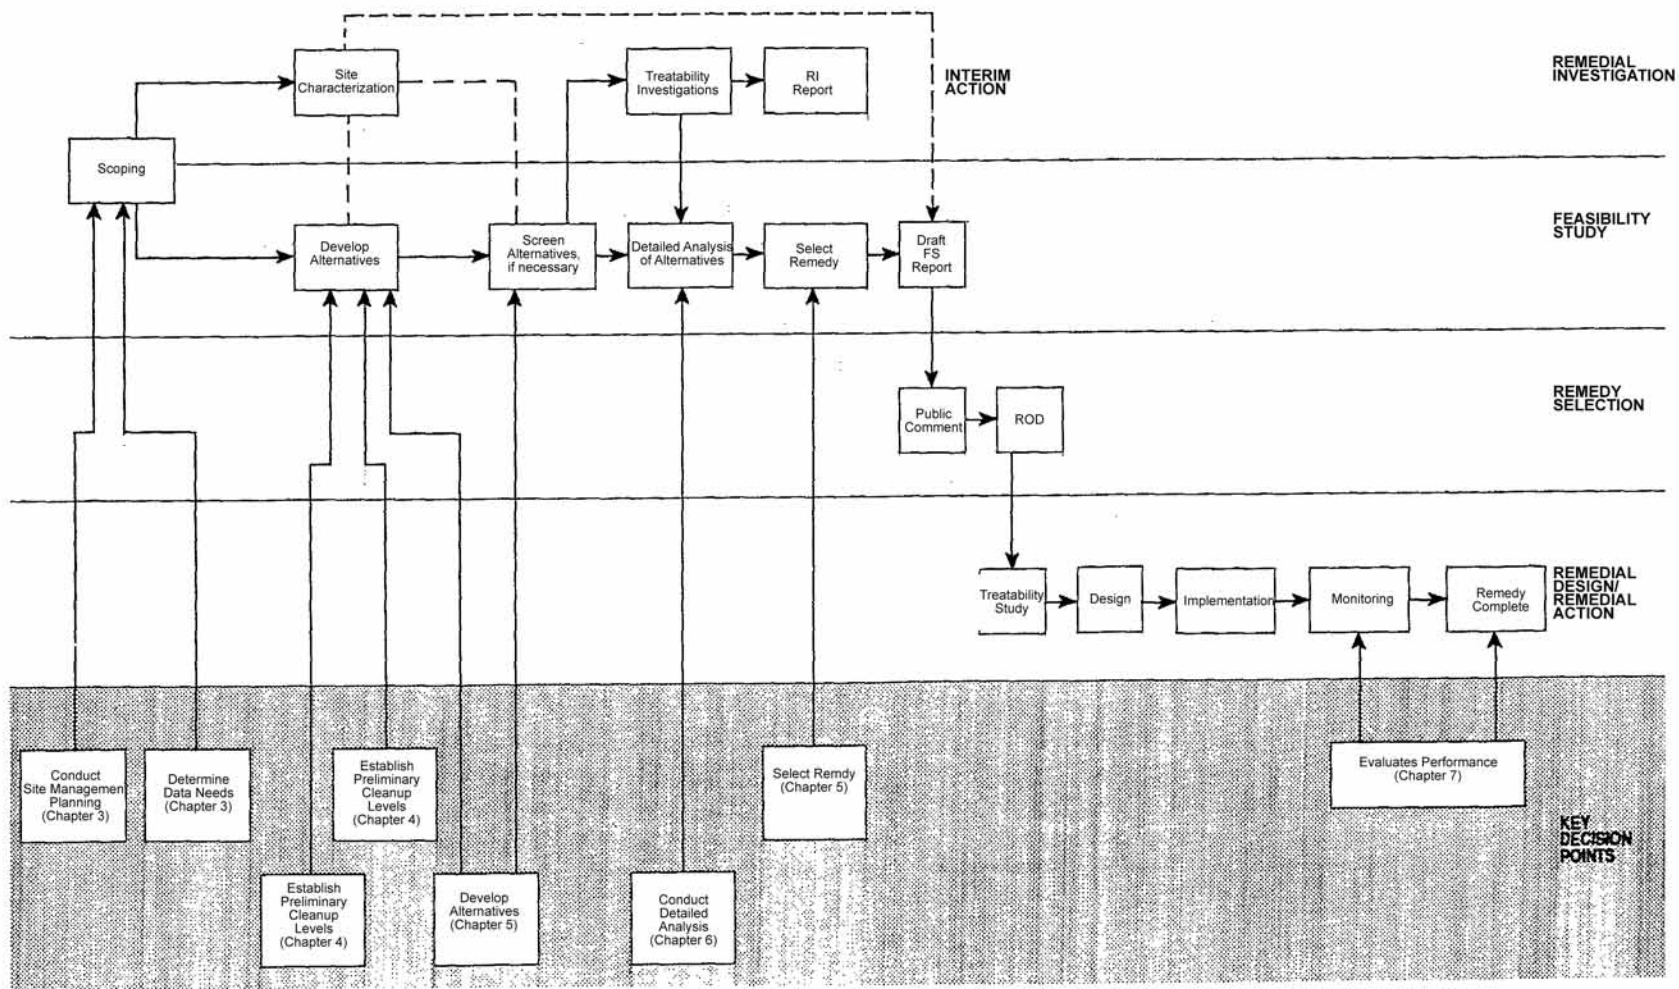 Site
Characterization
Treatability
Investigations
RI
Report
INTERIM
ACTION
REMEDIAL
INVESTIGATION
Scoping
Develop
Alternatives
Screen
Alternatives,
if necessary
Detailed Analysis
of Alternatives
Select
Remedy
Draft
FS
Report
FEASIBILITY
STUDY
Public
Comment
ROD
REMEDY
SELECTION
Treatability
Study
Design
Implementation
Monitoring
Remedy
Complete
REMEDIAL
DESIGN/
REMEDIAL
ACTION
Conduct
Site Managemen
Planning
(Chapter 3)
Determine
Data Needs
(Chapter 3)
Establish
Preliminary
Cleanup
Levels
(Chapter 4)
Establish
Preliminary
Cleanup
Levels
(Chapter 4)
Develop
Alternatives
(Chapter 5)
Conduct
Detailed
Analysis
(Chapter 6)
Select Remdy
(Chapter 5)
Evaluates Performance
(Chapter 7)
KEY
DECISION
POINTS